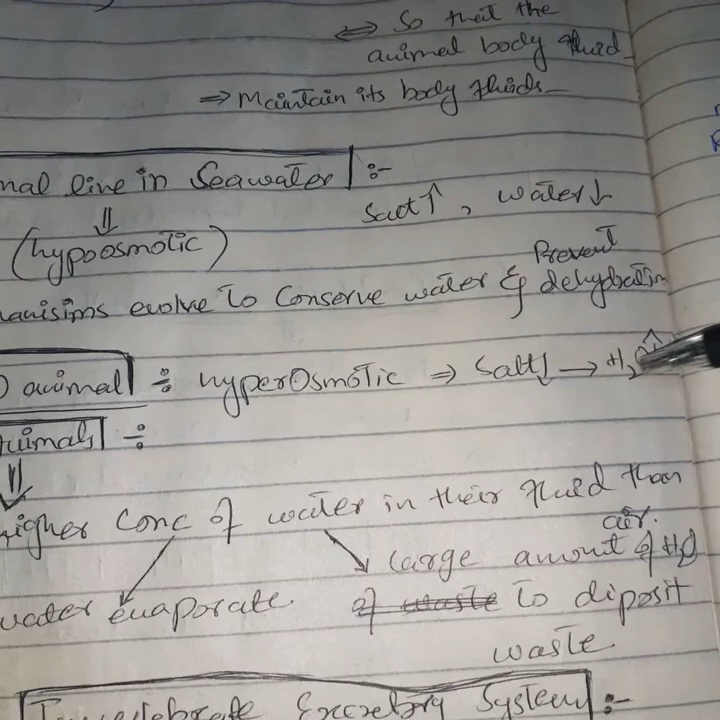 ⇔ So that the
animal body fluid
⇒ Maintain its body fluids
nal live in Seawater :-
⇓ Salt↑, water↓
(hypoosmotic)
Prevent
anisims evolve to Conserve water & dehydration
animal ÷ hyperosmotic ⇒ Salt↓ → H₂
nimals ÷
⇓
higher Conc of water in their fluid than
air.
large amount of H₂O
water evaporate. to diposit
waste
Invertebrate Excretory System :-